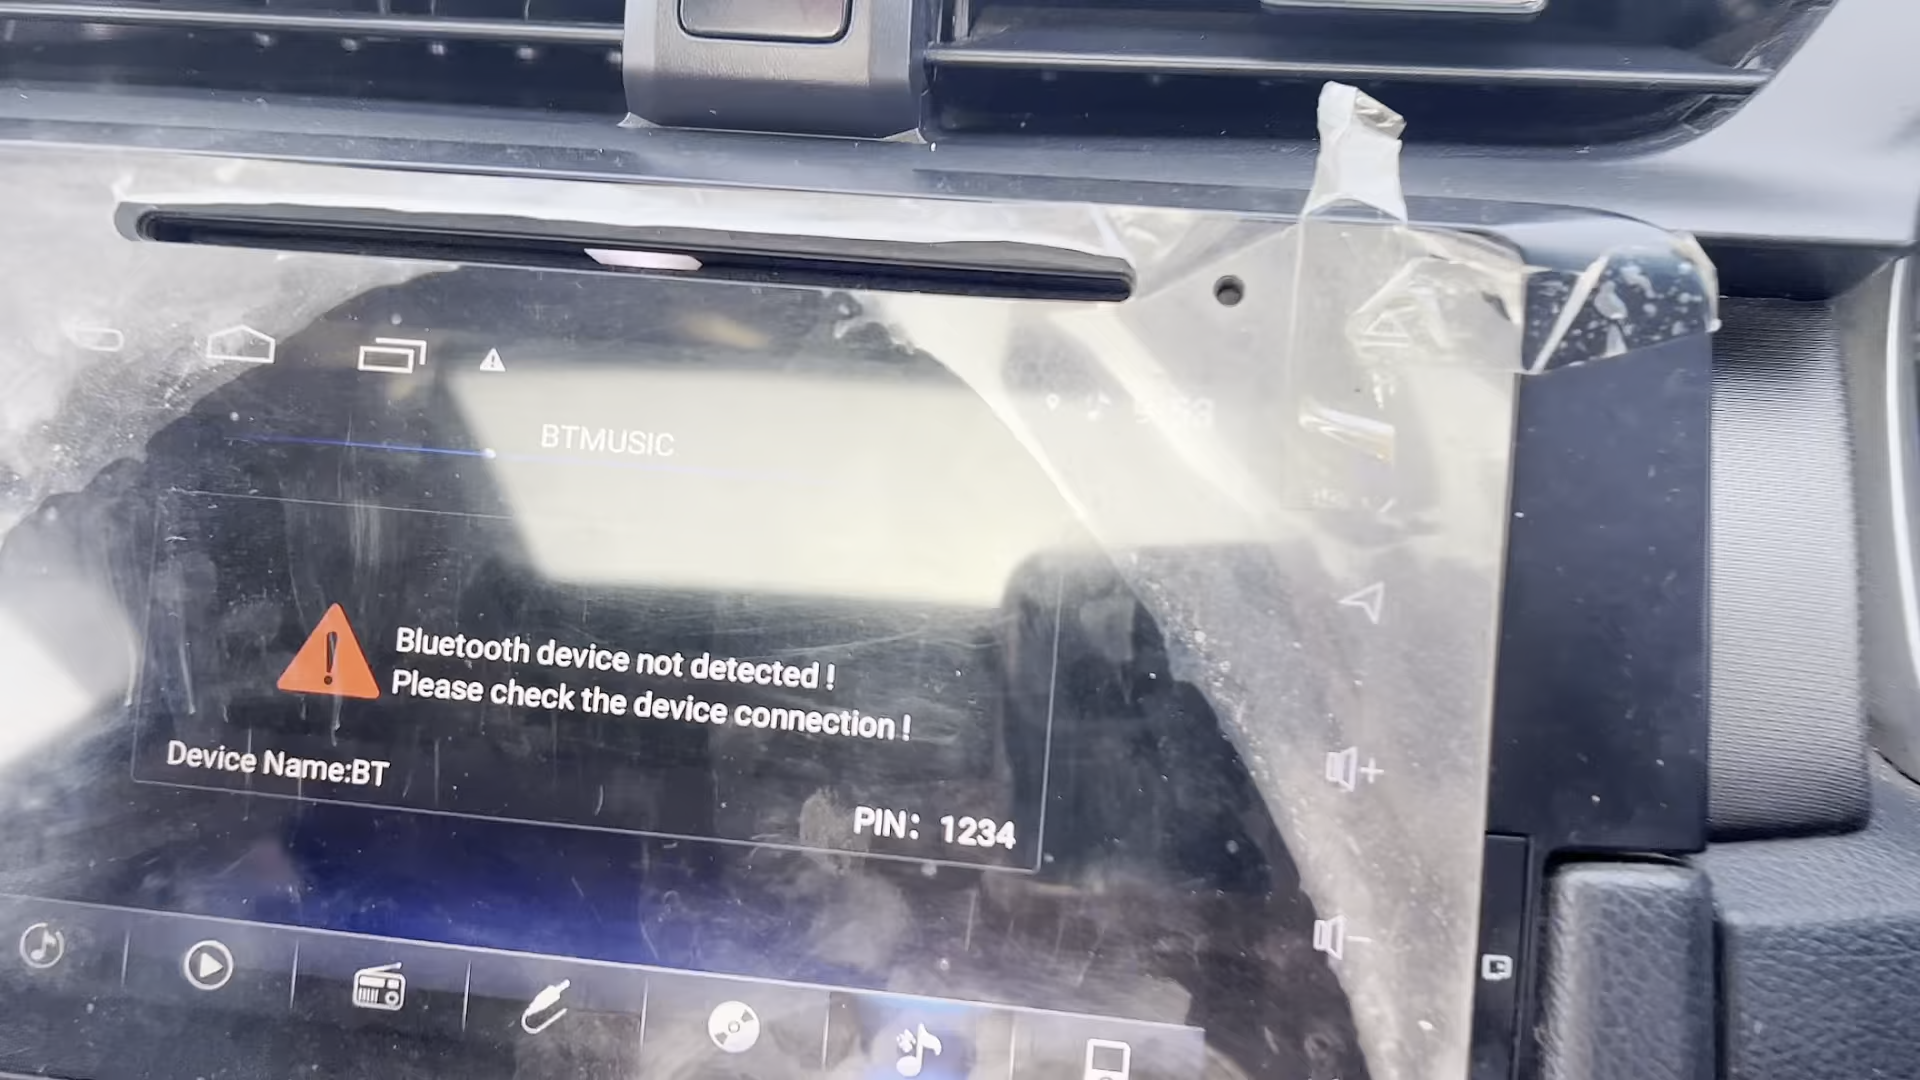 BTMUSIC
Bluetooth device not detected !
Please check the device connection !
Device Name:BT
PIN: 1234